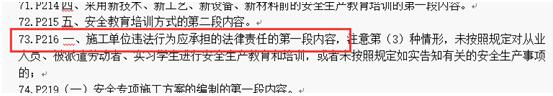 71.P214 四、采用新技术、新工艺、新设备、新材料前的安全生产教育培训的第一段内容。
72.P215 五、安全教育培训方式的第二段内容。
73.P216 一、施工单位违法行为应承担的法律责任的第一段内容，注意第（3）种情形，未按照规定对从业
人员、被派遣劳动者、实习学生进行安全生产教育和培训，或者未按照规定如实告知有关的安全生产事项
的；
74.P219（一）安全专项施工方案的编制的第一段内容。